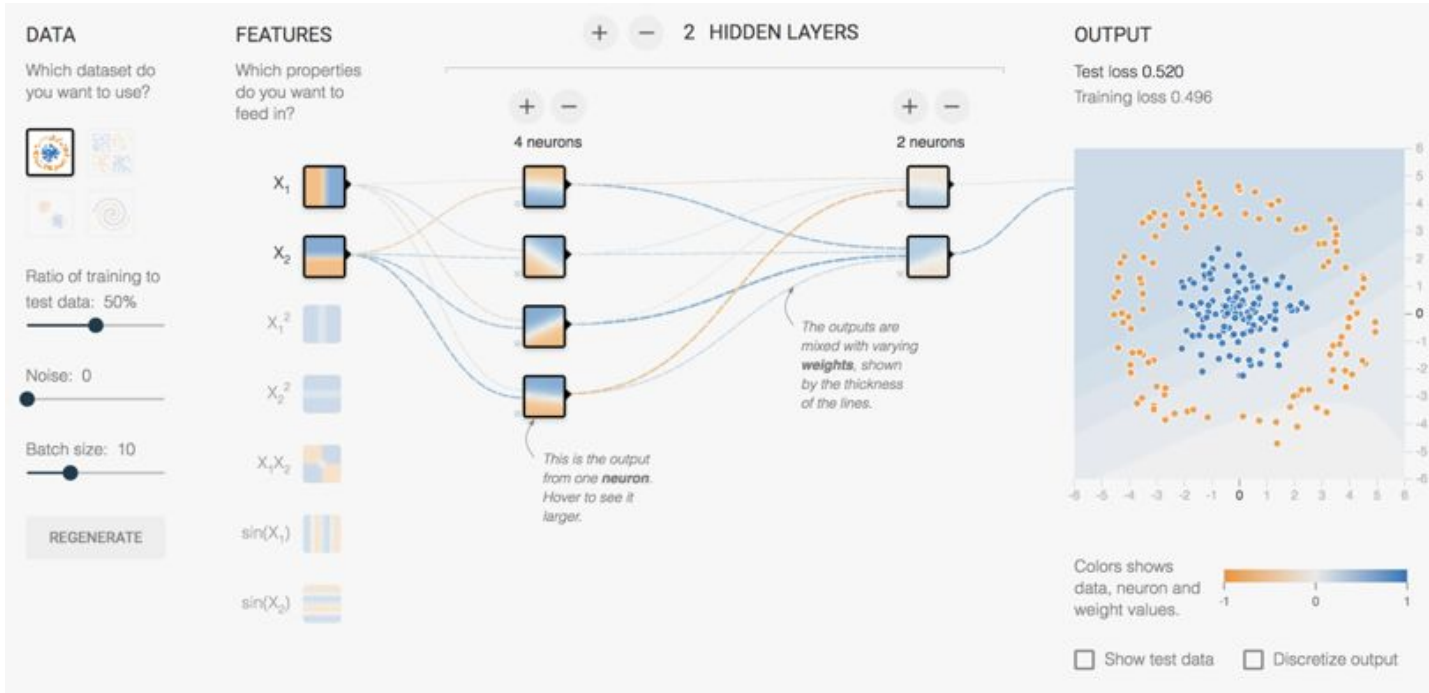 DATA
Which dataset do
you want to use?
Ratio of training to
test data: 50%
Noise: 0
Batch size: 10
REGENERATE
FEATURES
Which properties
do you want to
feed in?
X₁
X₂
X₁²
X₂²
X₁X₂
sin(X₁)
sin(X₂)
+ − 2 HIDDEN LAYERS
+ −
4 neurons
+ −
2 neurons
This is the output
from one neuron.
Hover to see it
larger.
The outputs are
mixed with varying
weights, shown
by the thickness
of the lines.
OUTPUT
Test loss 0.520
Training loss 0.496
6
5
4
3
2
1
0
-1
-2
-3
-4
-5
-6
-6 -5 -4 -3 -2 -1 0 1 2 3 4 5 6
Colors shows
data, neuron and
weight values.
-1 0 1
Show test data
Discretize output